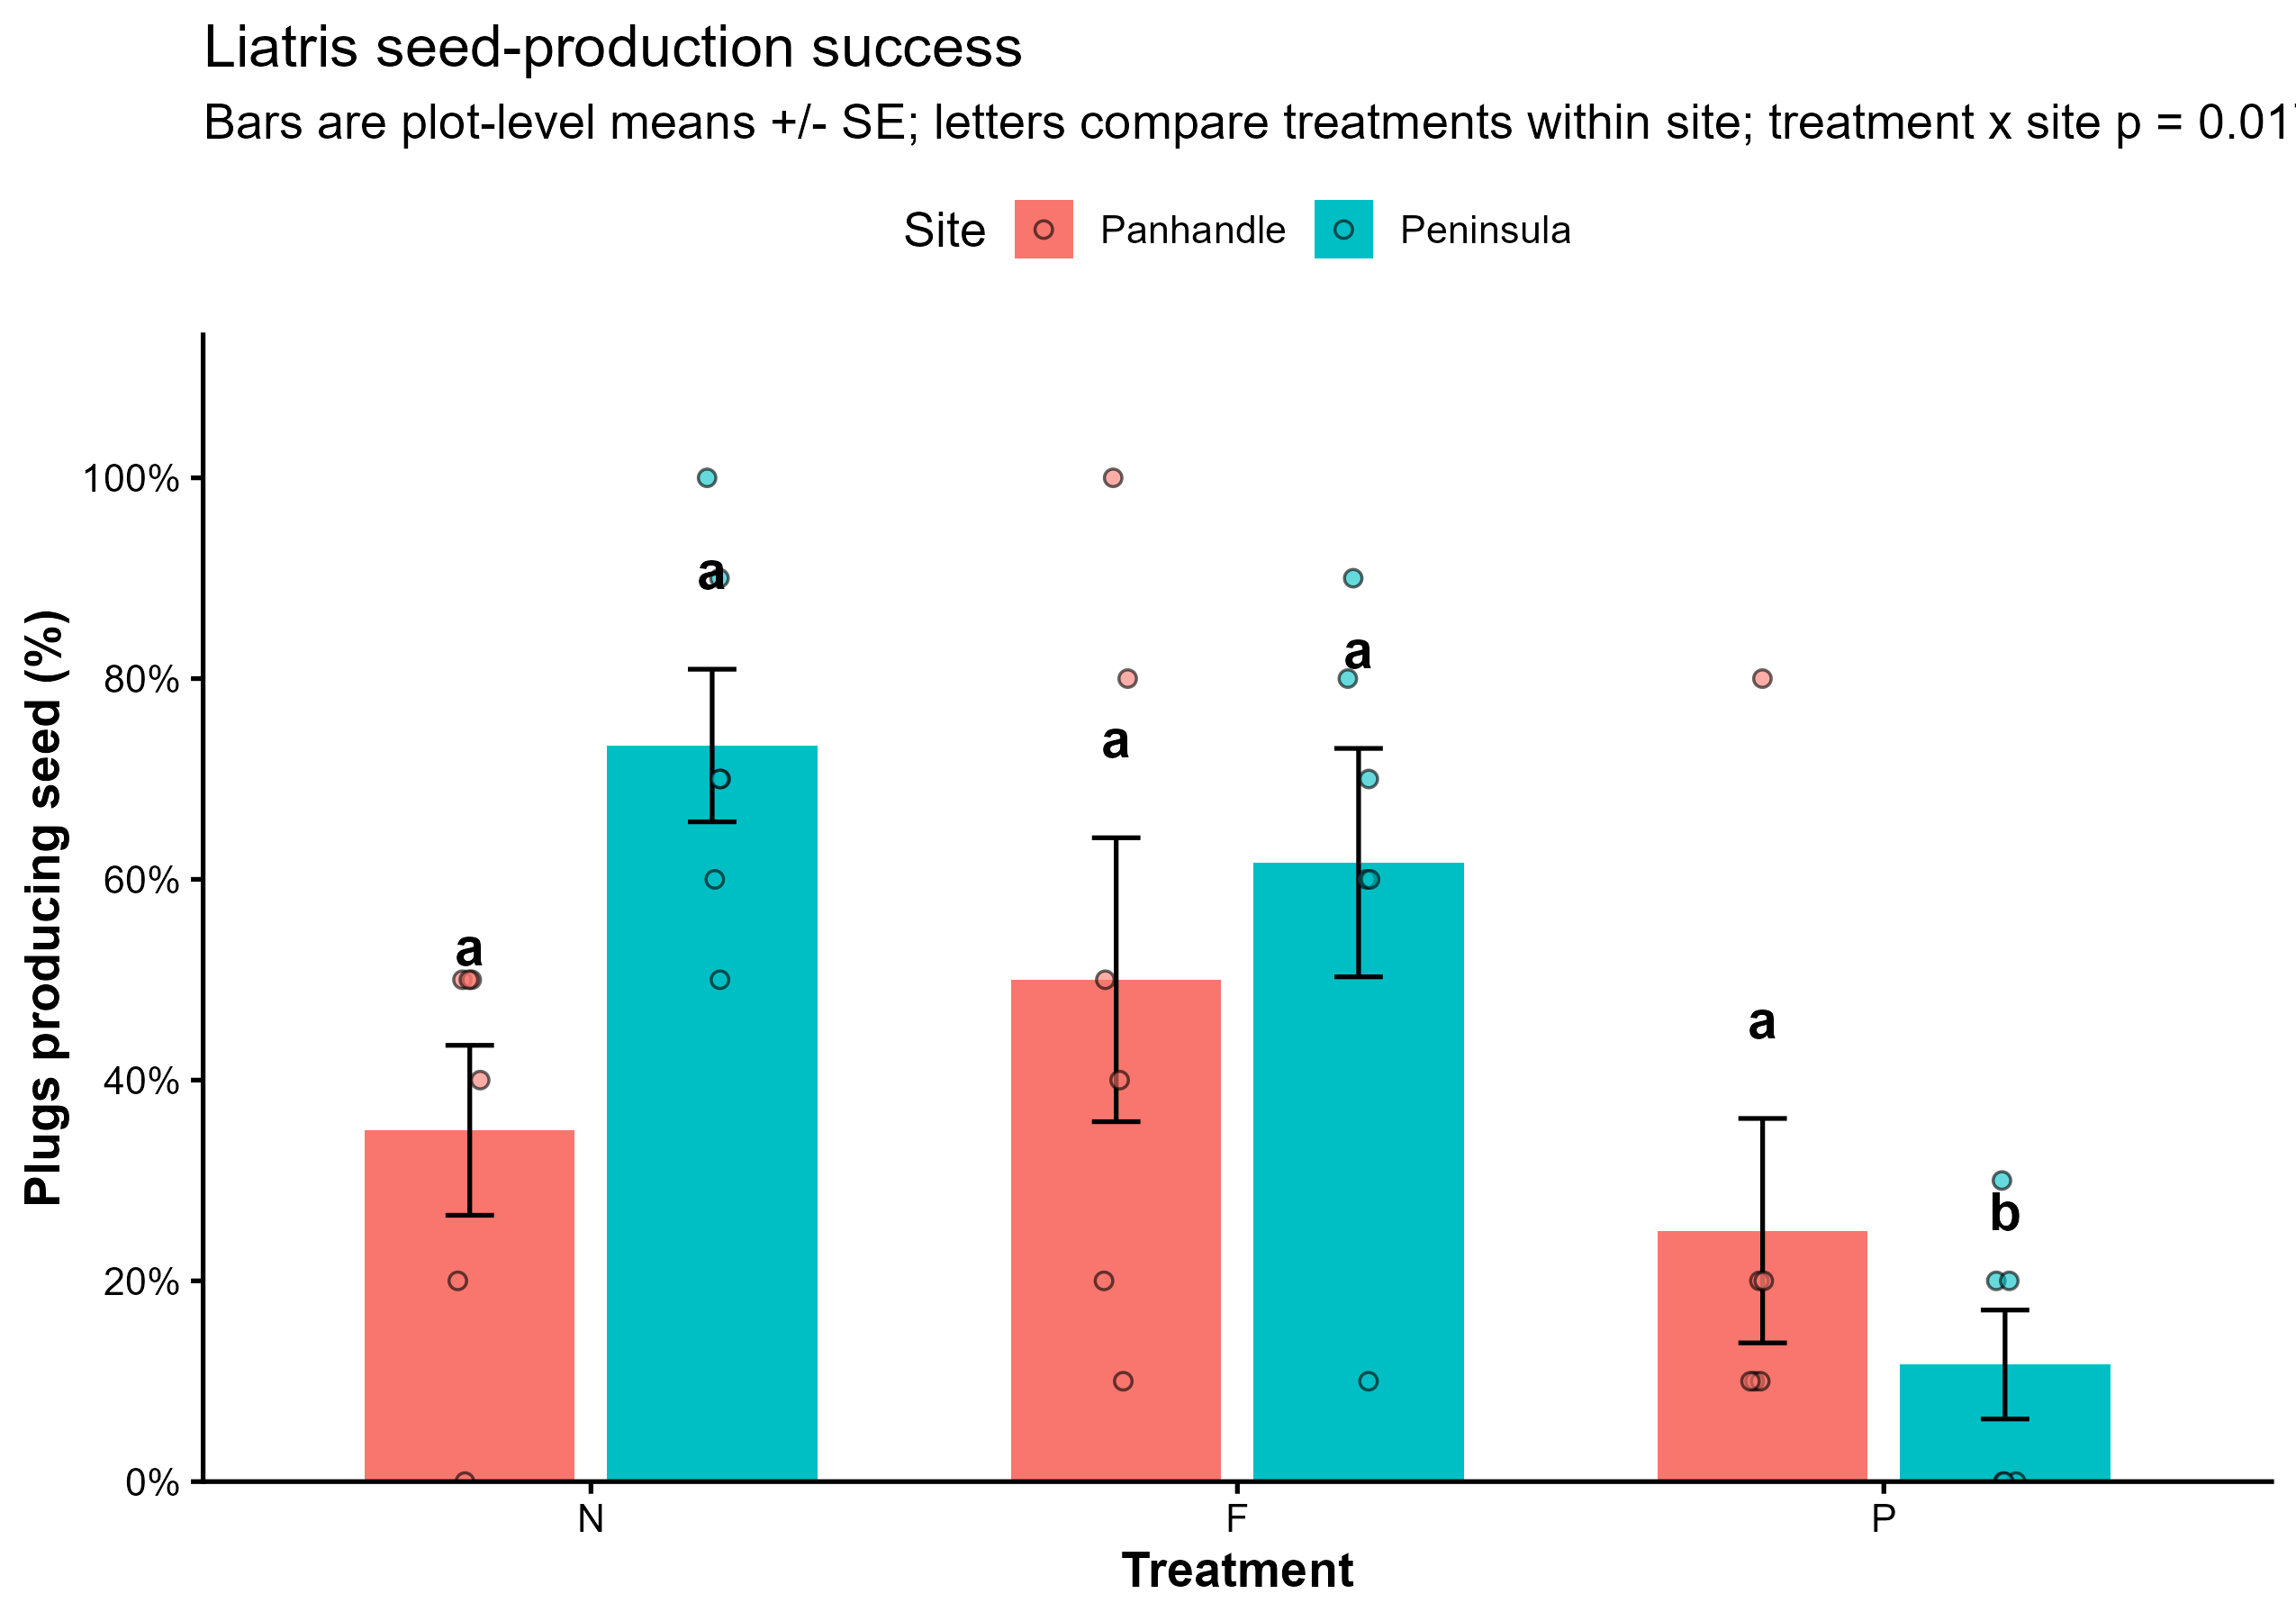 Liatris seed-production success
Bars are plot-level means +/- SE; letters compare treatments within site; treatment x site p = 0.01
Site Panhandle Peninsula
100%
80%
60%
40%
20%
0%
Plugs producing seed (%)
a
a
a
a
a
b
N F P
Treatment